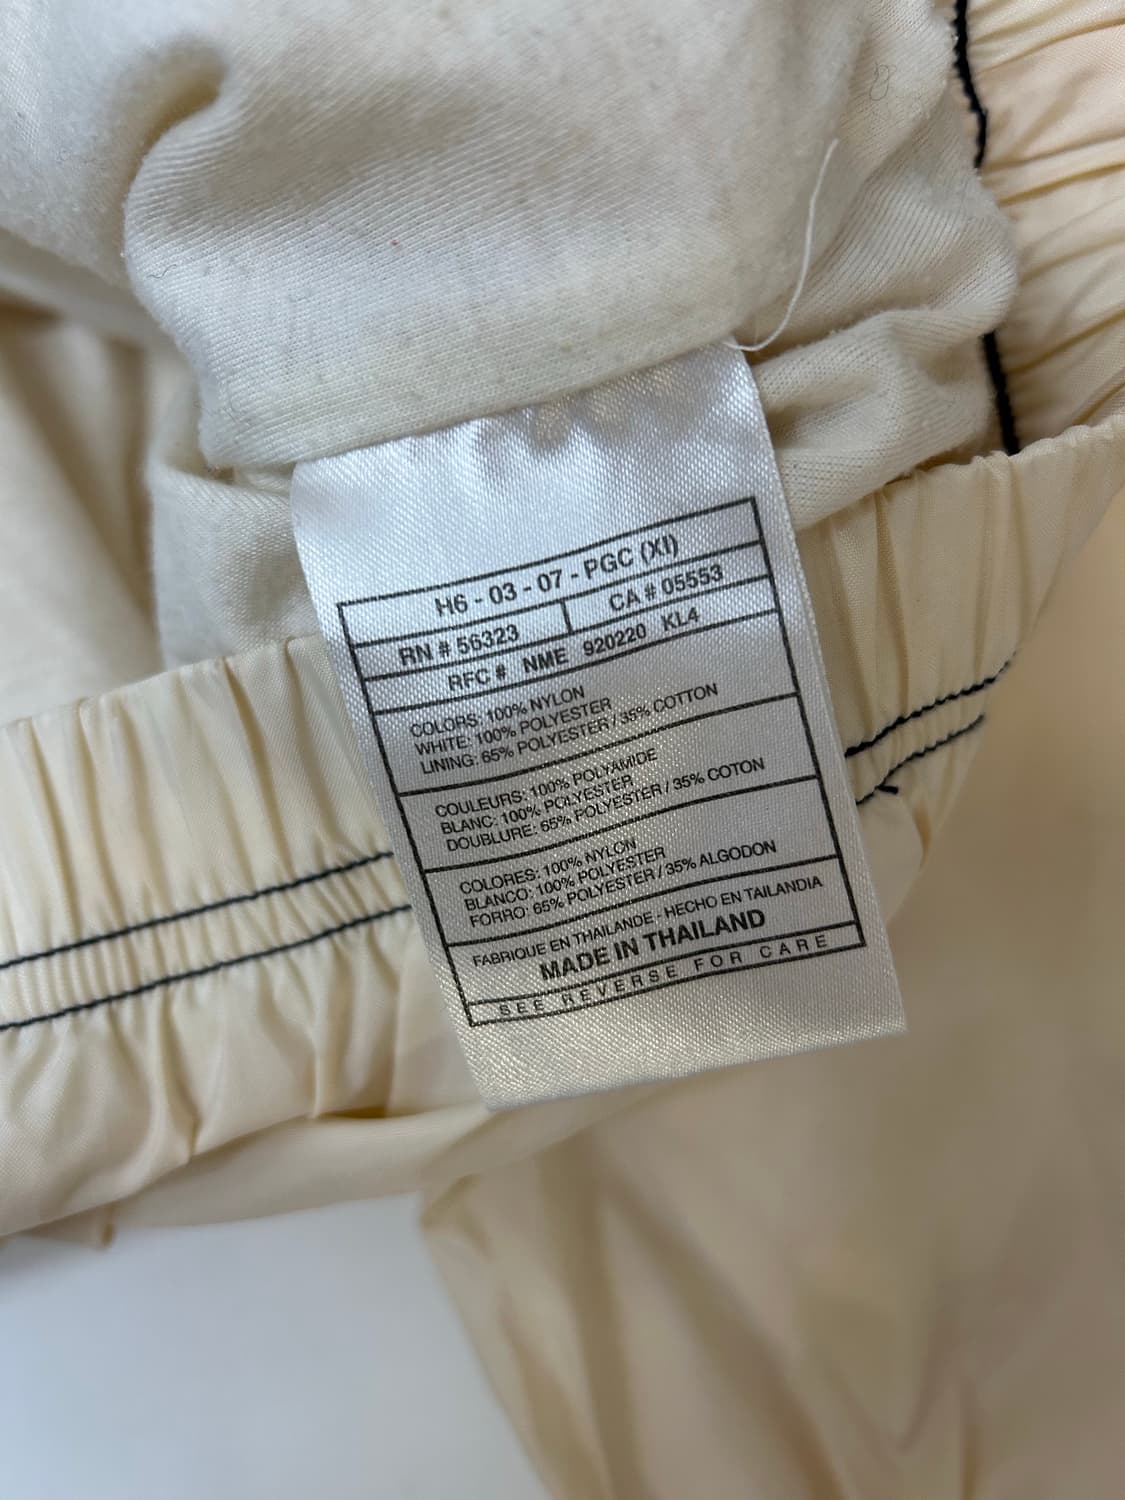 H6 - 03 - 07 - PGC (XI)
RN # 56323 CA # 05553
RFC # NME 920220 KL4
COLORS: 100% NYLON
WHITE: 100% POLYESTER
LINING: 65% POLYESTER / 35% COTTON
COULEURS: 100% POLYAMIDE
BLANC: 100% POLYESTER
DOUBLURE: 65% POLYESTER / 35% COTON
COLORES: 100% NYLON
BLANCO: 100% POLYESTER
FORRO: 65% POLYESTER / 35% ALGODON
FABRIQUE EN THAILANDE - HECHO EN TAILANDIA
MADE IN THAILAND
SEE REVERSE FOR CARE